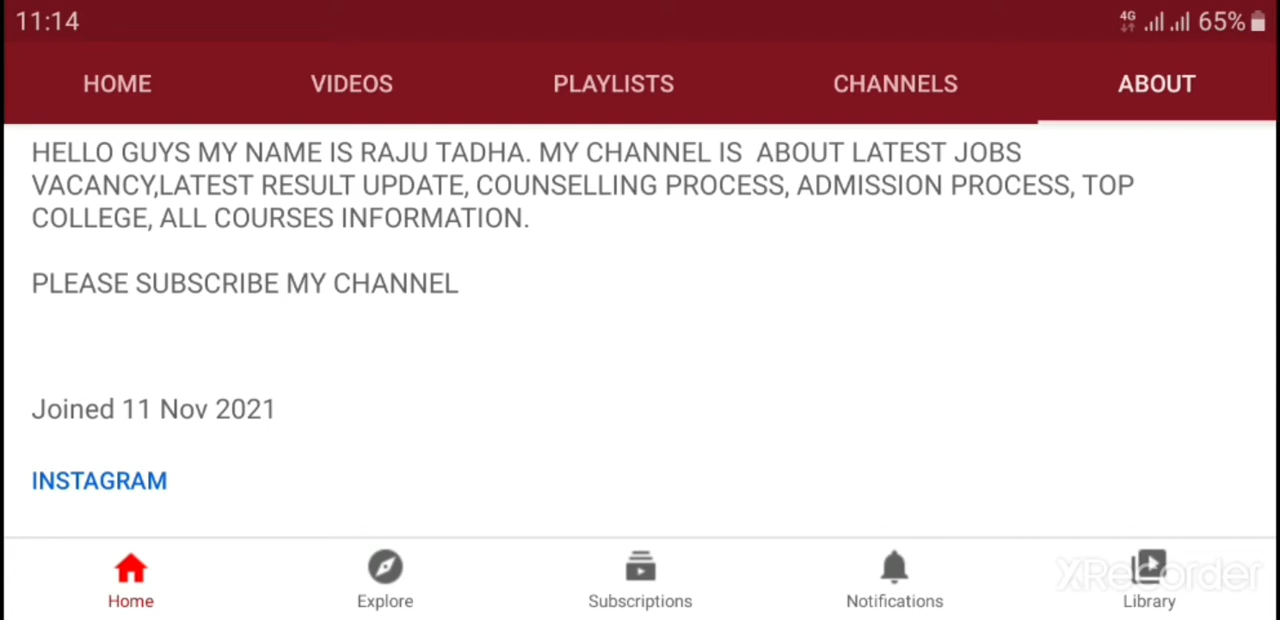 11:14 4G 65%
HOME VIDEOS PLAYLISTS CHANNELS ABOUT
HELLO GUYS MY NAME IS RAJU TADHA. MY CHANNEL IS  ABOUT LATEST JOBS
VACANCY,LATEST RESULT UPDATE, COUNSELLING PROCESS, ADMISSION PROCESS, TOP
COLLEGE, ALL COURSES INFORMATION.
PLEASE SUBSCRIBE MY CHANNEL
Joined 11 Nov 2021
INSTAGRAM
XRecorder
Home Explore Subscriptions Notifications Library